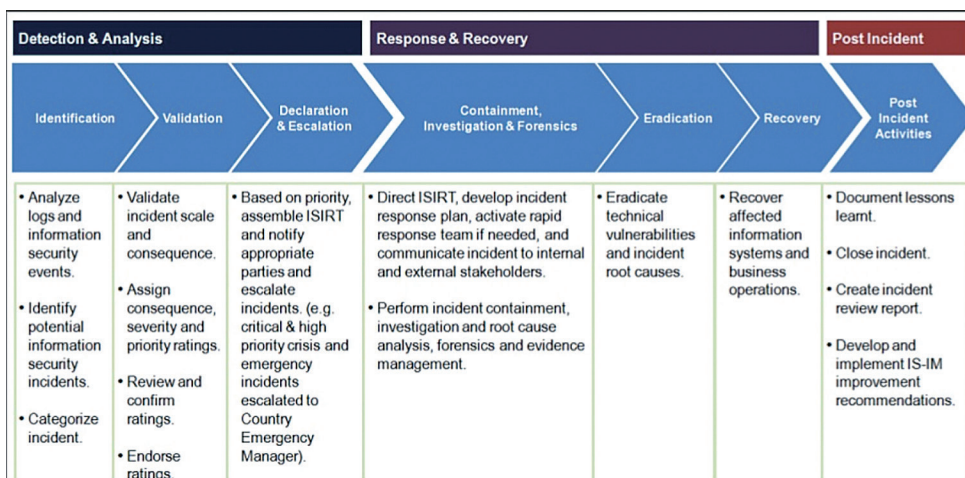 Detection & Analysis
Response & Recovery
Post Incident
Identification
Validation
Declaration
& Escalation
Containment,
Investigation & Forensics
Eradication
Recovery
Post
Incident
Activities
• Analyze
logs and
information
security
events.
• Identify
potential
information
security
incidents.
• Categorize
incident.
• Validate
incident scale
and
consequence.
• Assign
consequence,
severity and
priority ratings.
• Review and
confirm
ratings.
• Endorse
ratings.
• Based on priority,
assemble ISIRT
and notify
appropriate
parties and
escalate
incidents. (e.g.
critical & high
priority crisis and
emergency
incidents
escalated to
Country
Emergency
Manager).
• Direct ISIRT, develop incident
response plan, activate rapid
response team if needed, and
communicate incident to internal
and external stakeholders.
• Perform incident containment,
investigation and root cause
analysis, forensics and evidence
management.
• Eradicate
technical
vulnerabilities
and incident
root causes.
• Recover
affected
information
systems and
business
operations.
• Document lessons
learnt.
• Close incident.
• Create incident
review report.
• Develop and
implement IS-IM
improvement
recommendations.